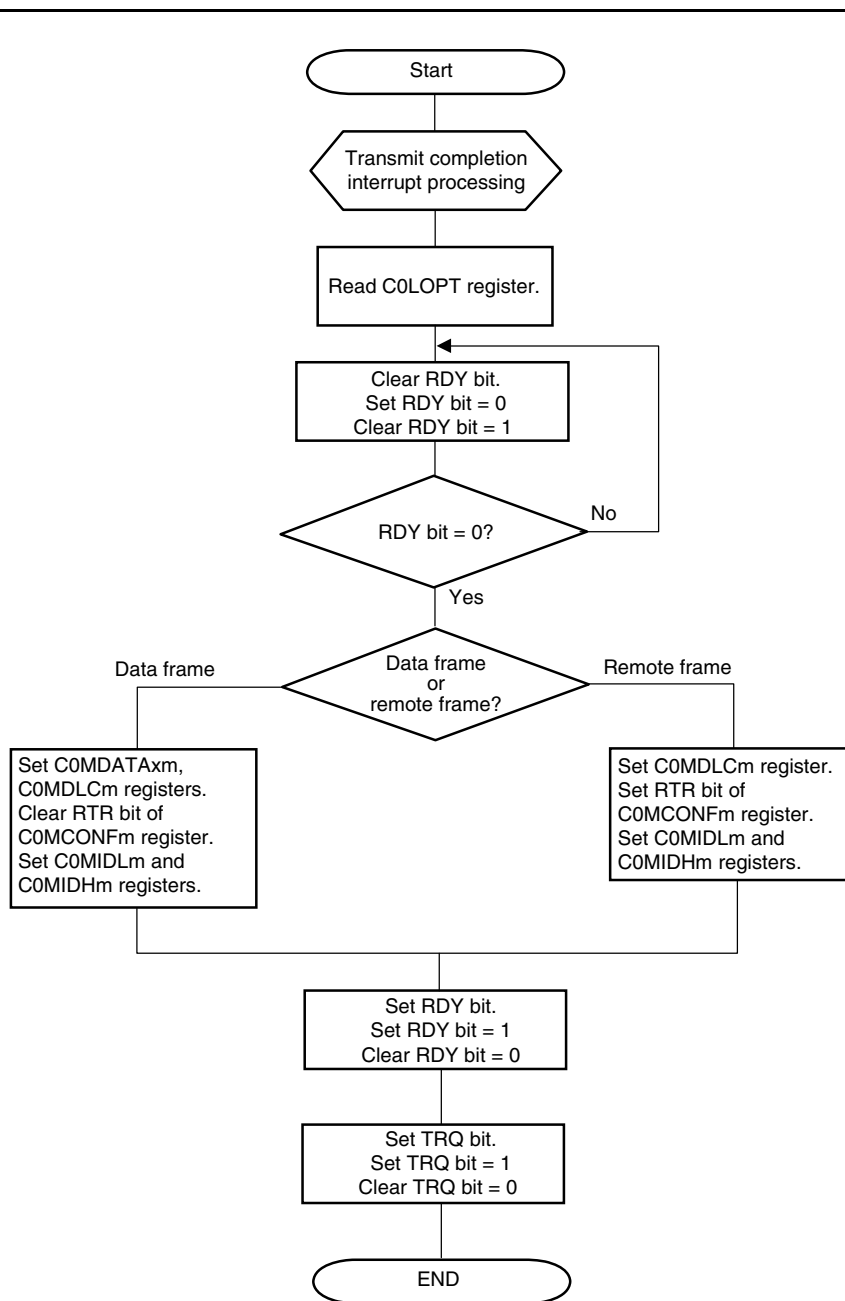 Start
Transmit completion
interrupt processing
Read C0LOPT register.
Clear RDY bit.
Set RDY bit = 0
Clear RDY bit = 1
RDY bit = 0?
No
Yes
Data frame
Data frame
or
remote frame?
Remote frame
Set C0MDATAxm,
C0MDLCm registers.
Clear RTR bit of
C0MCONFm register.
Set C0MIDLm and
C0MIDHm registers.
Set C0MDLCm register.
Set RTR bit of
C0MCONFm register.
Set C0MIDLm and
C0MIDHm registers.
Set RDY bit.
Set RDY bit = 1
Clear RDY bit = 0
Set TRQ bit.
Set TRQ bit = 1
Clear TRQ bit = 0
END